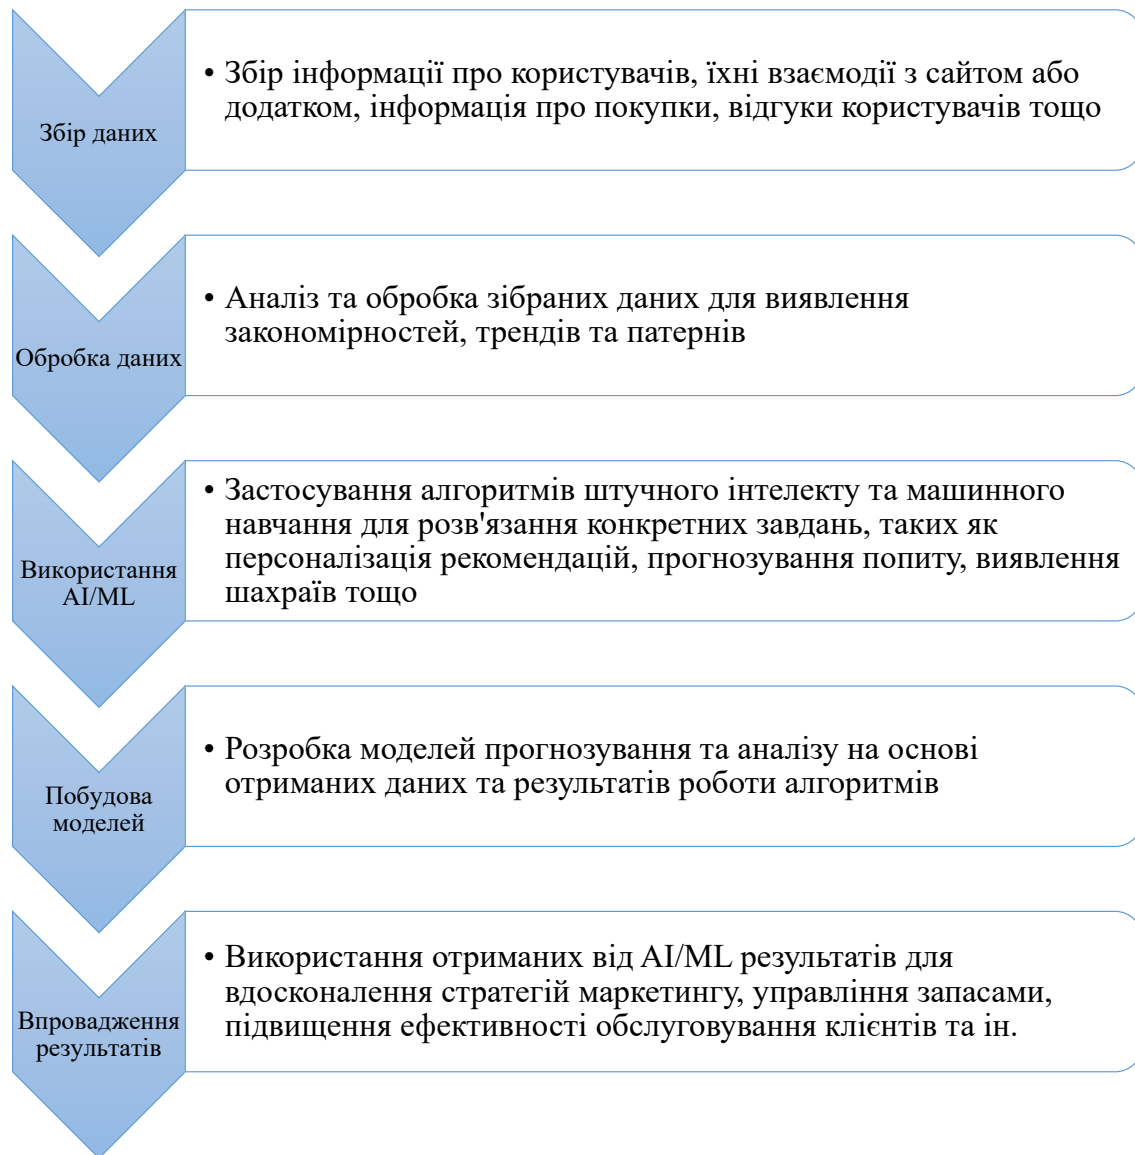 Збір даних
• Збір інформації про користувачів, їхні взаємодії з сайтом або
додатком, інформація про покупки, відгуки користувачів тощо
Обробка даних
• Аналіз та обробка зібраних даних для виявлення
закономірностей, трендів та патернів
Використання
AI/ML
• Застосування алгоритмів штучного інтелекту та машинного
навчання для розв'язання конкретних завдань, таких як
персоналізація рекомендацій, прогнозування попиту, виявлення
шахраїв тощо
Побудова
моделей
• Розробка моделей прогнозування та аналізу на основі
отриманих даних та результатів роботи алгоритмів
Впровадження
результатів
• Використання отриманих від AI/ML результатів для
вдосконалення стратегій маркетингу, управління запасами,
підвищення ефективності обслуговування клієнтів та ін.